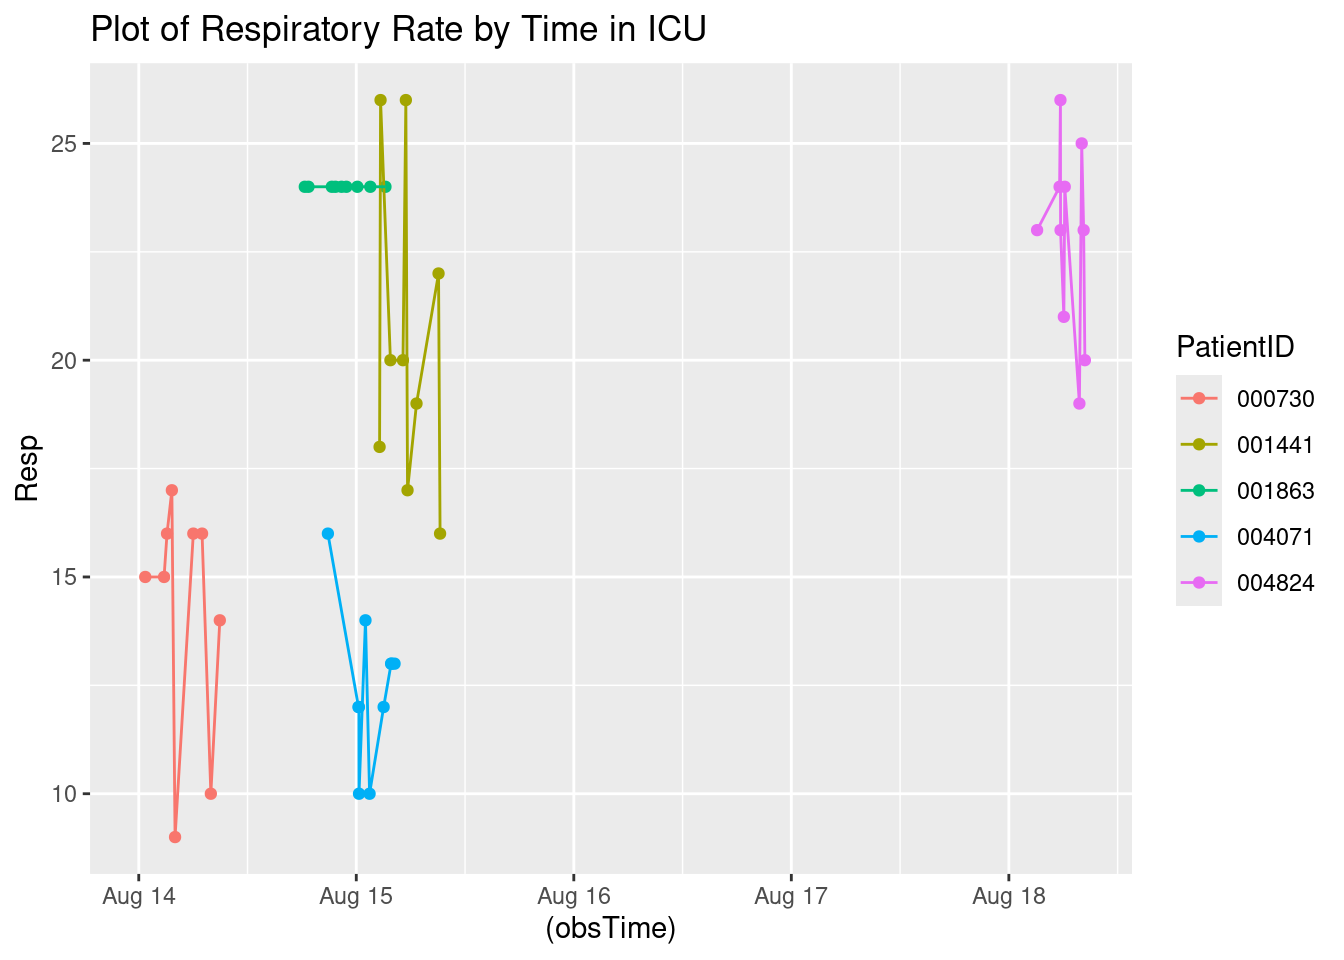 Plot of Respiratory Rate by Time in ICU
Resp
25
20
15
10
Aug 14
Aug 15
Aug 16
Aug 17
Aug 18
(obsTime)
PatientID
000730
001441
001863
004071
004824